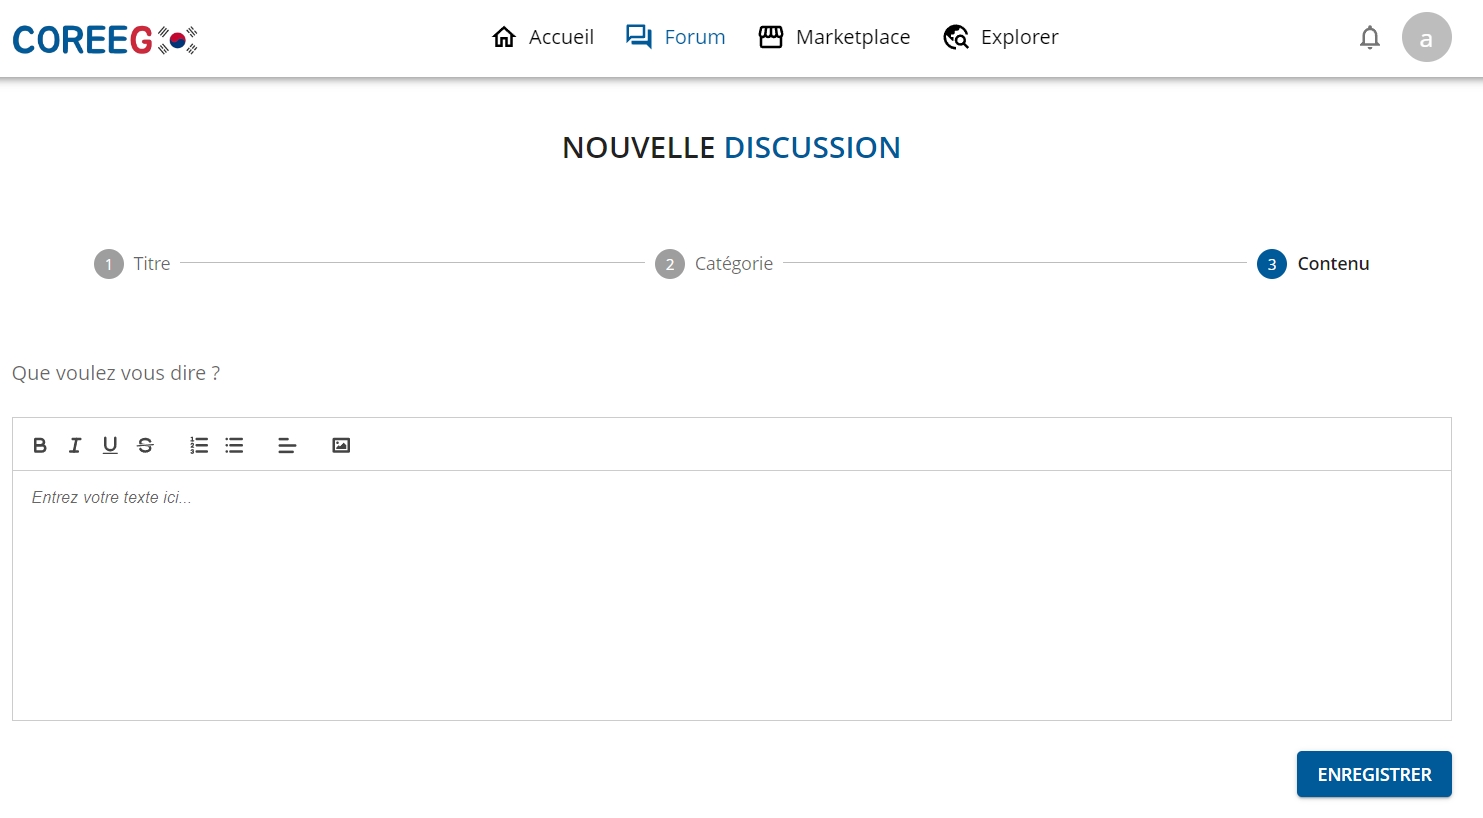 COREEG
Accueil
Forum
Marketplace
Explorer
a
NOUVELLE DISCUSSION
1 Titre
2 Catégorie
3 Contenu
Que voulez vous dire ?
B I U S
Entrez votre texte ici...
ENREGISTRER